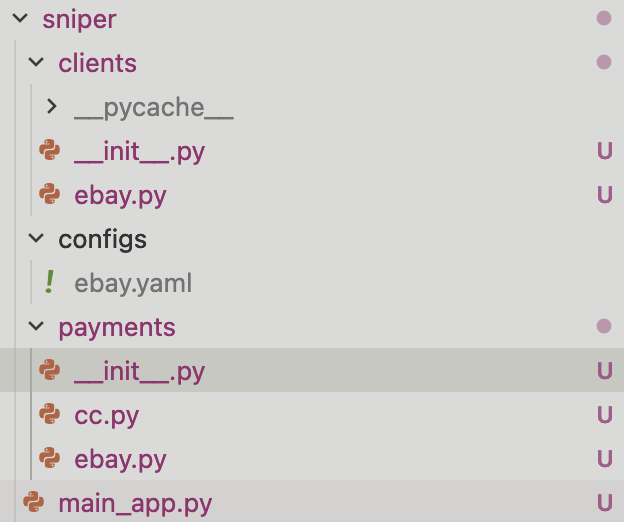 sniper
clients
__pycache__
__init__.py U
ebay.py U
configs
! ebay.yaml
payments
__init__.py U
cc.py U
ebay.py U
main_app.py U